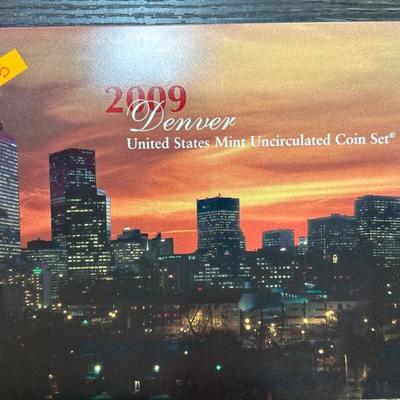 2009
Denver
United States Mint Uncirculated Coin Set®